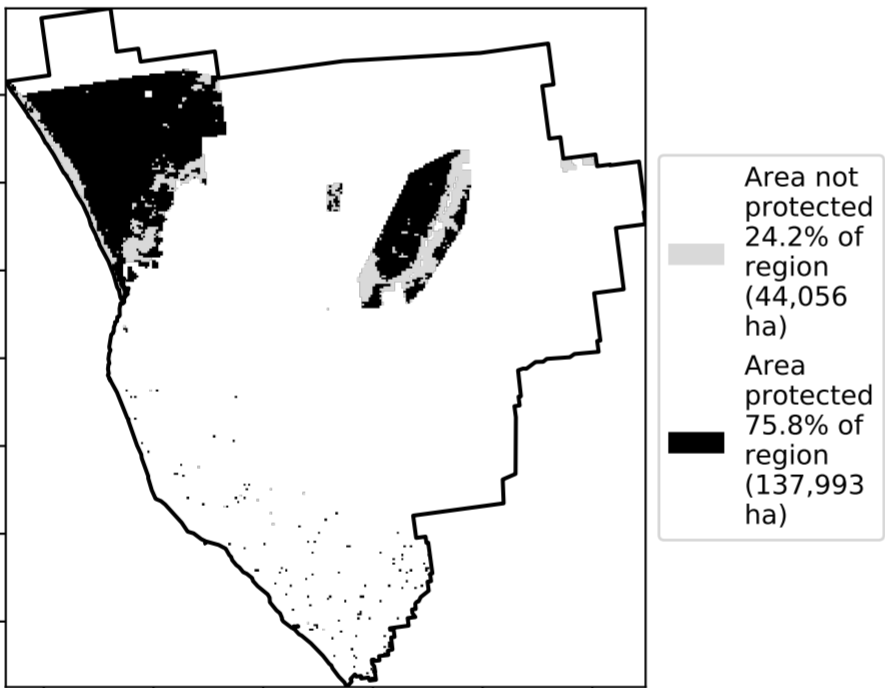 Area not
protected
24.2% of
region
(44,056
ha)
Area
protected
75.8% of
region
(137,993
ha)